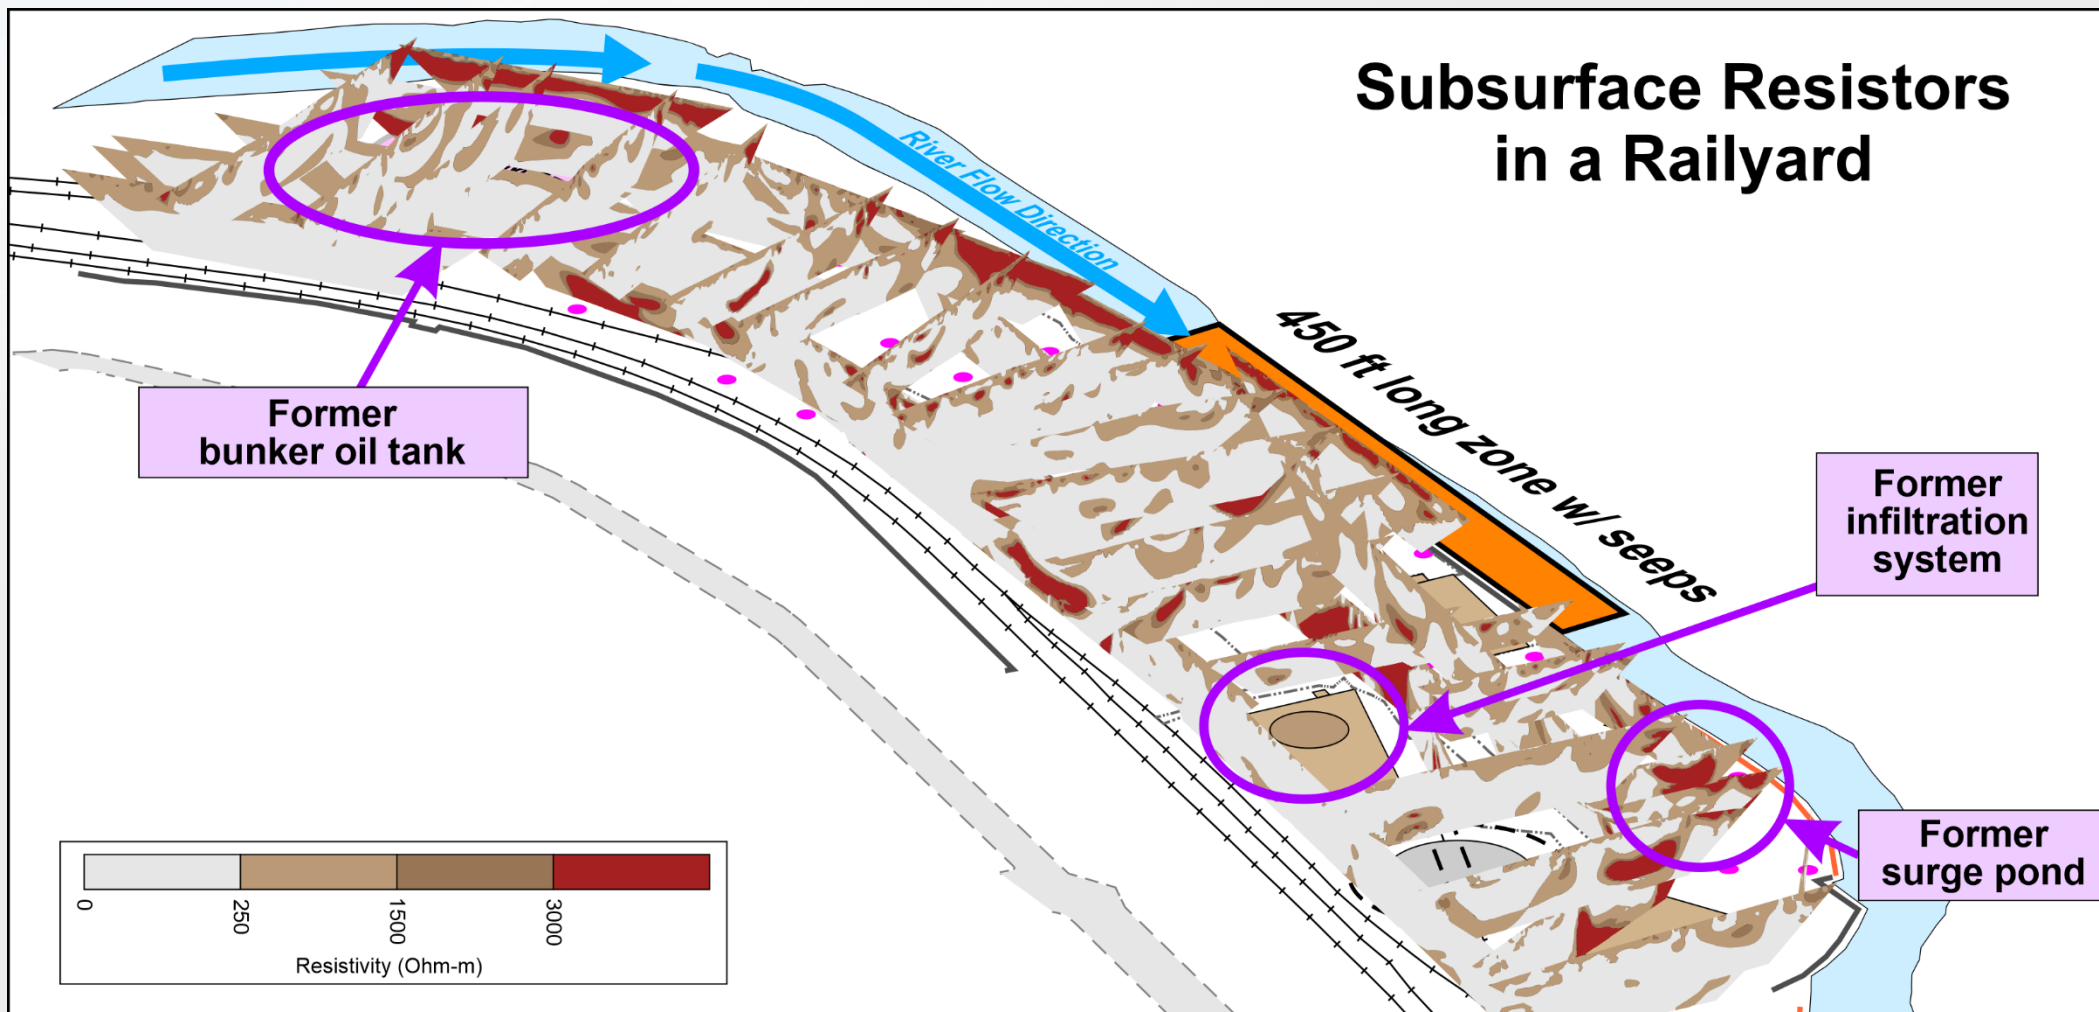 Subsurface Resistors
in a Railyard
River Flow Direction
450 ft long zone w/ seeps
Former
bunker oil tank
Former
infiltration
system
Former
surge pond
0
250
1500
3000
Resistivity (Ohm-m)